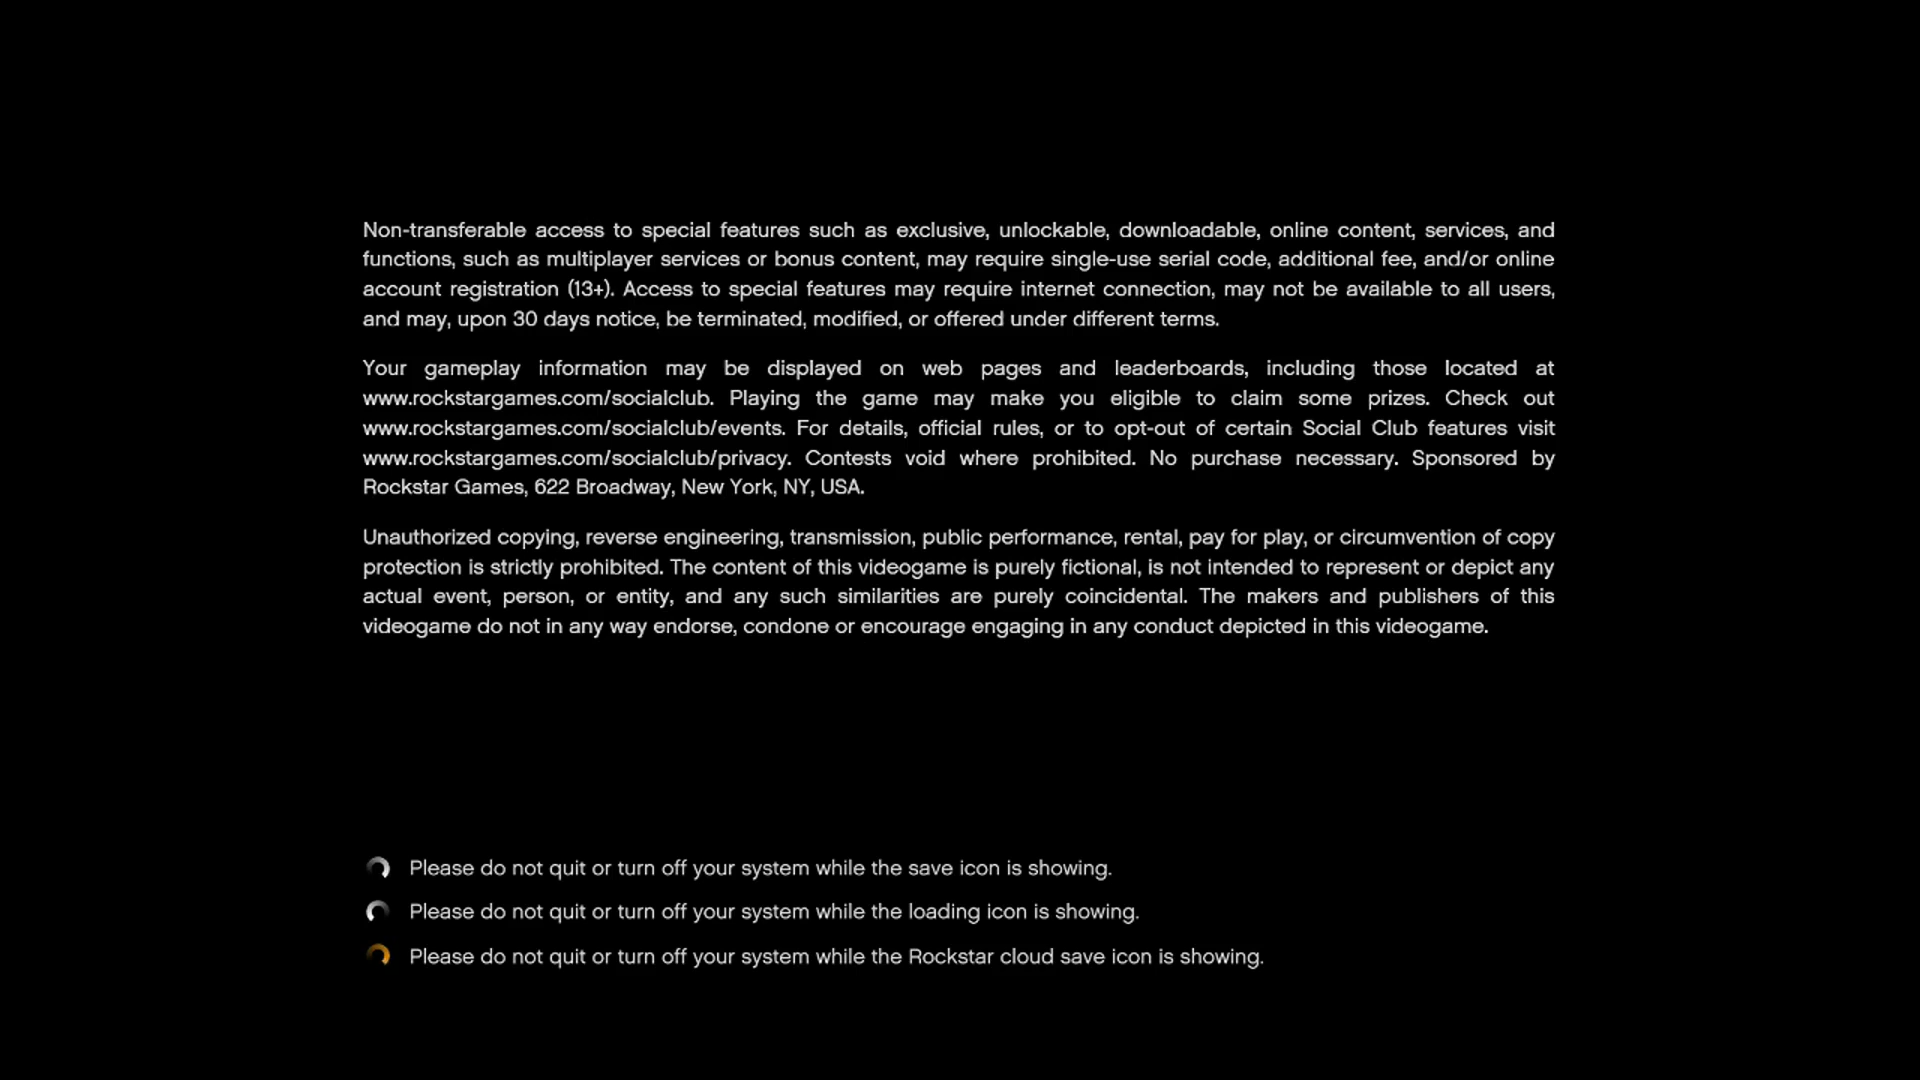 Non-transferable access to special features such as exclusive, unlockable, downloadable, online content, services, and
functions, such as multiplayer services or bonus content, may require single-use serial code, additional fee, and/or online
account registration (13+). Access to special features may require internet connection, may not be available to all users,
and may, upon 30 days notice, be terminated, modified, or offered under different terms.
Your gameplay information may be displayed on web pages and leaderboards, including those located at
www.rockstargames.com/socialclub. Playing the game may make you eligible to claim some prizes. Check out
www.rockstargames.com/socialclub/events. For details, official rules, or to opt-out of certain Social Club features visit
www.rockstargames.com/socialclub/privacy. Contests void where prohibited. No purchase necessary. Sponsored by
Rockstar Games, 622 Broadway, New York, NY, USA.
Unauthorized copying, reverse engineering, transmission, public performance, rental, pay for play, or circumvention of copy
protection is strictly prohibited. The content of this videogame is purely fictional, is not intended to represent or depict any
actual event, person, or entity, and any such similarities are purely coincidental. The makers and publishers of this
videogame do not in any way endorse, condone or encourage engaging in any conduct depicted in this videogame.
Please do not quit or turn off your system while the save icon is showing.
Please do not quit or turn off your system while the loading icon is showing.
Please do not quit or turn off your system while the Rockstar cloud save icon is showing.